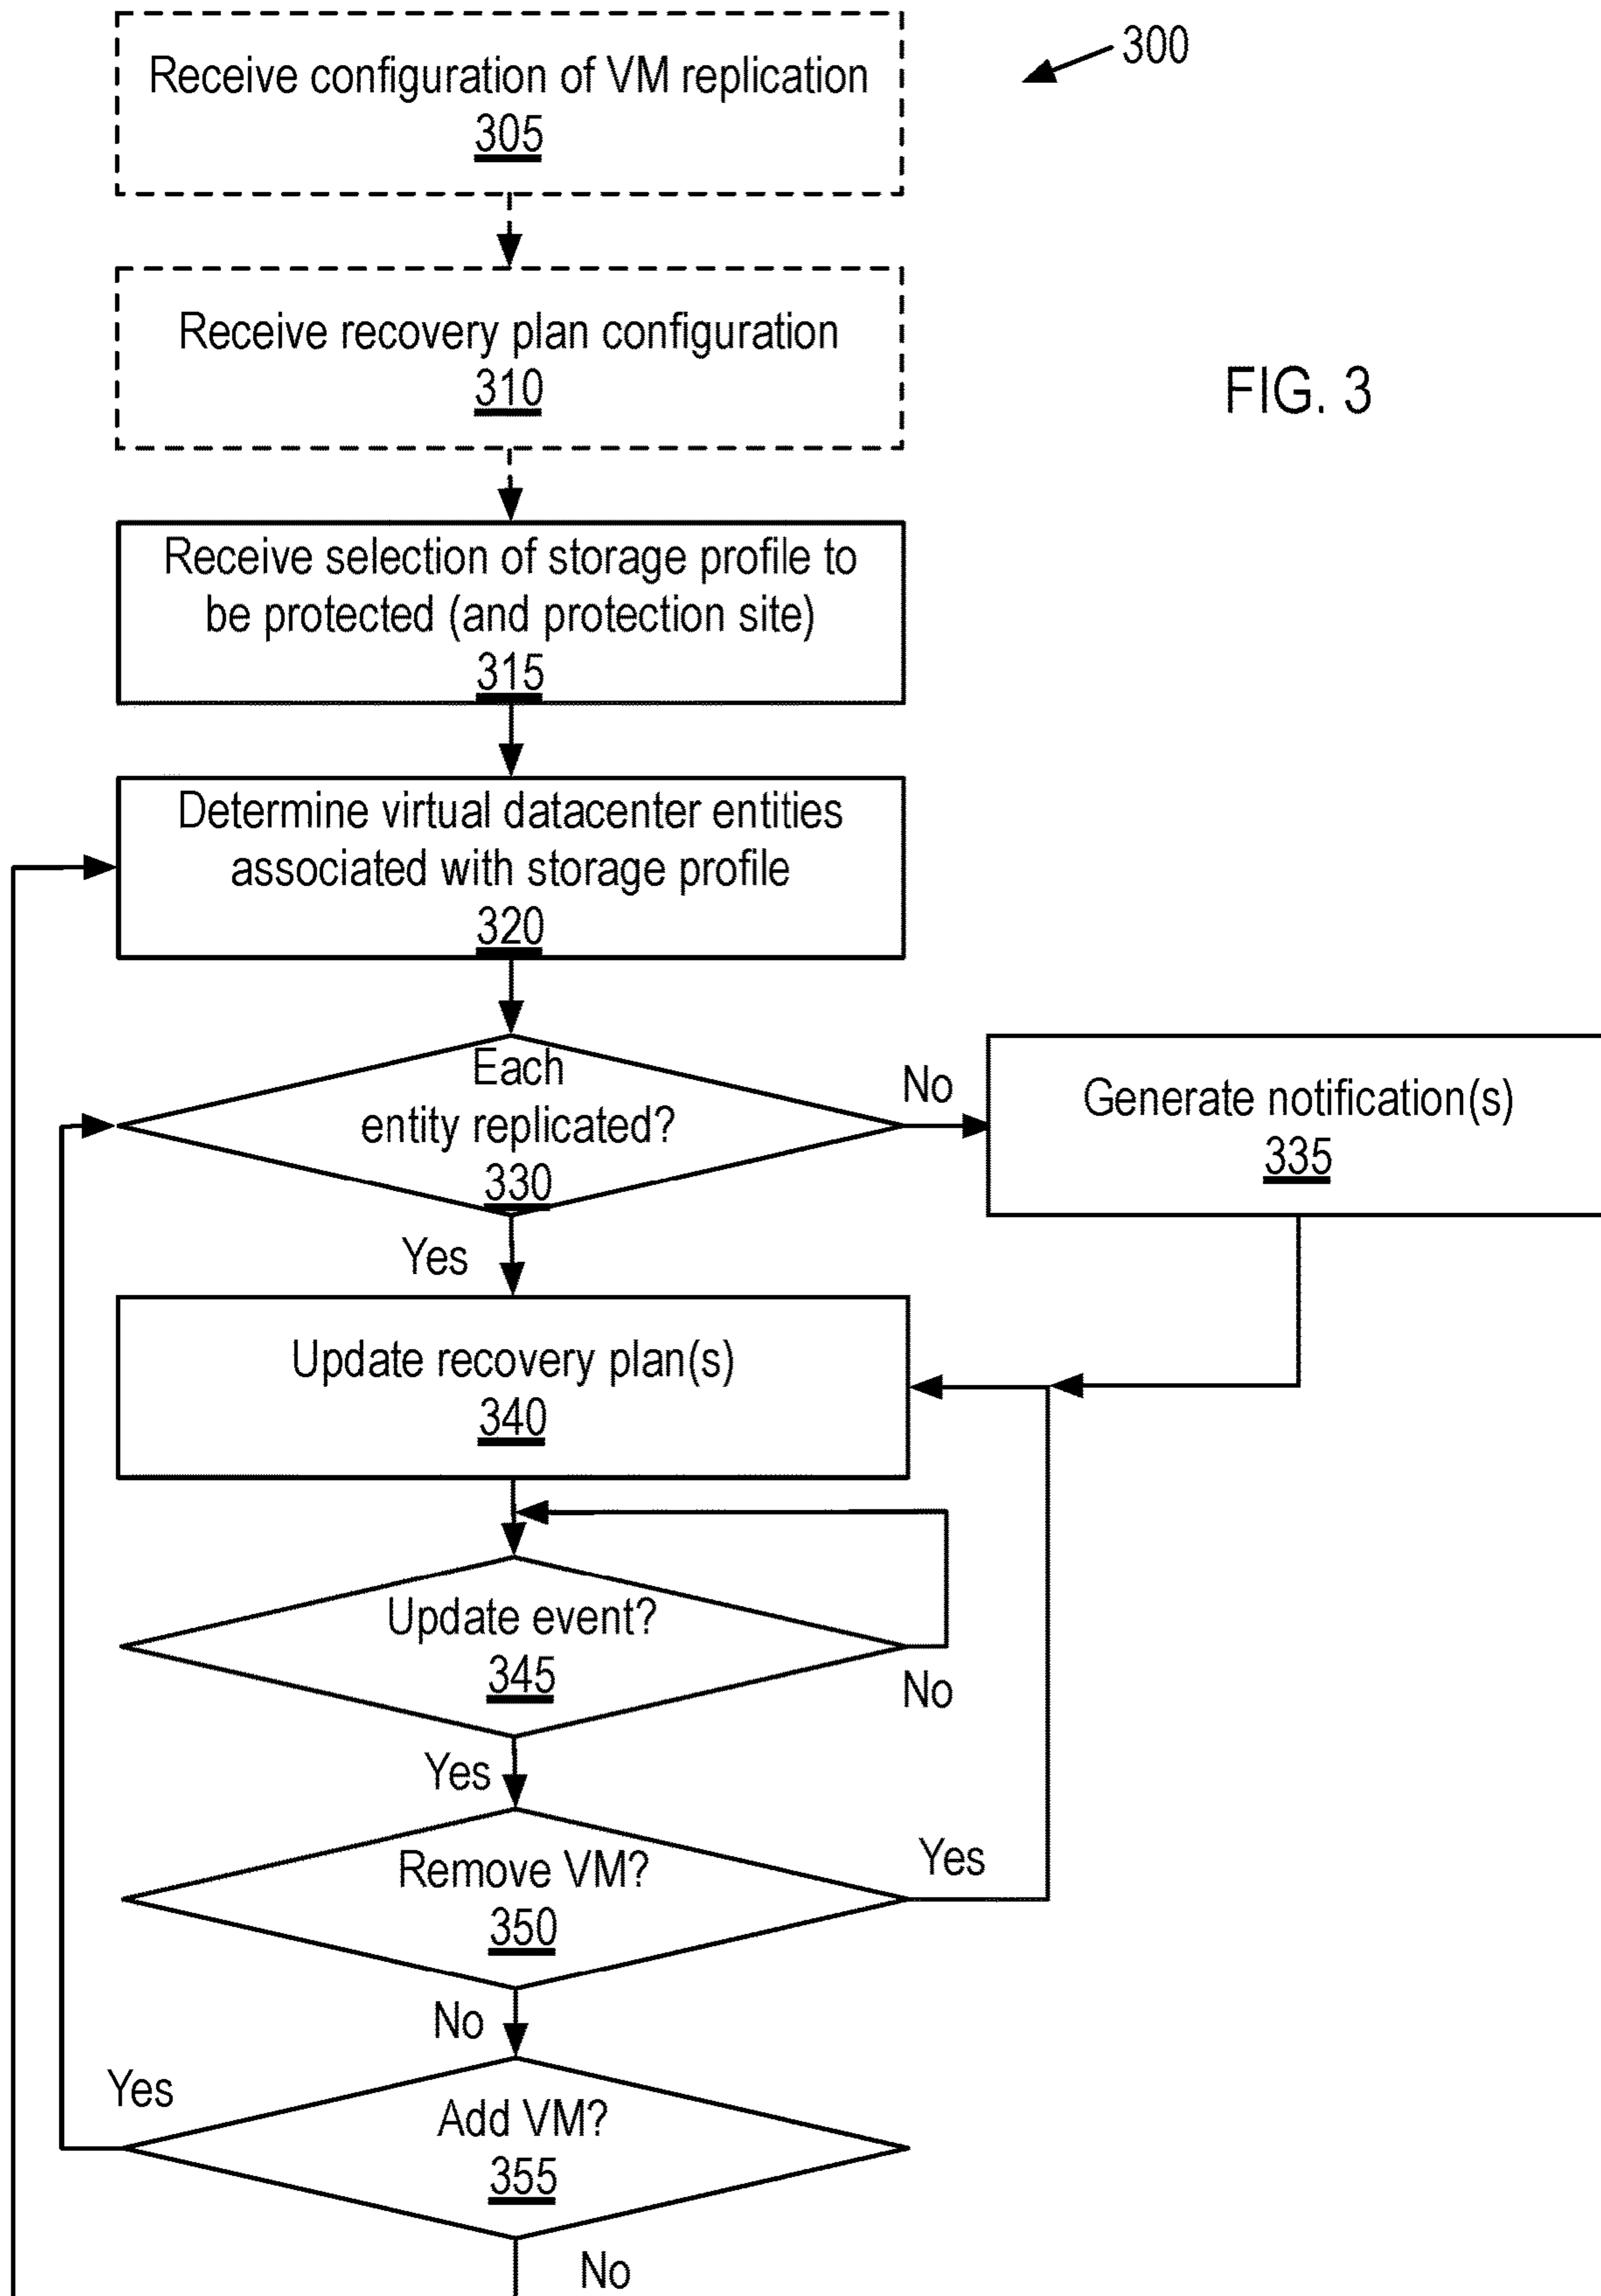 Receive configuration of VM replication
305
300
Receive recovery plan configuration
310
FIG. 3
Receive selection of storage profile to
be protected (and protection site)
315
Determine virtual datacenter entities
associated with storage profile
320
Each
entity replicated?
330
No
Generate notification(s)
335
Yes
Update recovery plan(s)
340
Update event?
345
No
Yes
Remove VM?
350
Yes
No
Yes
Add VM?
355
No